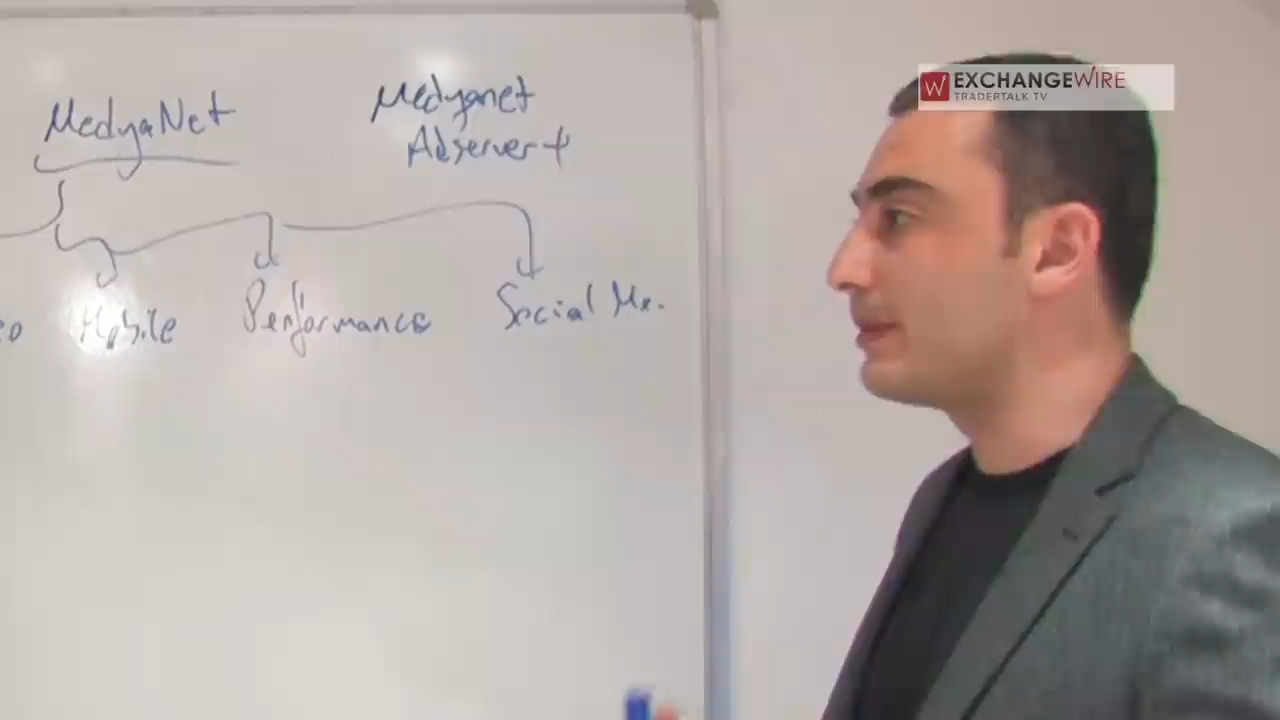 MedyaNet
Medyanet
Adserver+
Mobile
Performance
Social Me.
EXCHANGEWIRE
TRADERTALK TV